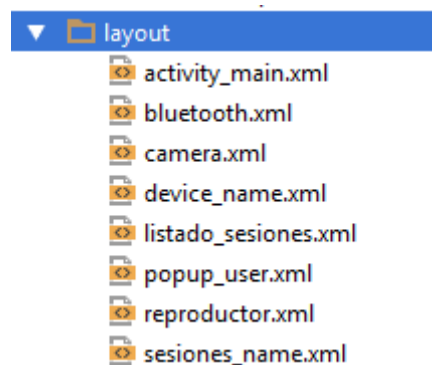 layout
activity_main.xml
bluetooth.xml
camera.xml
device_name.xml
listado_sesiones.xml
popup_user.xml
reproductor.xml
sesiones_name.xml